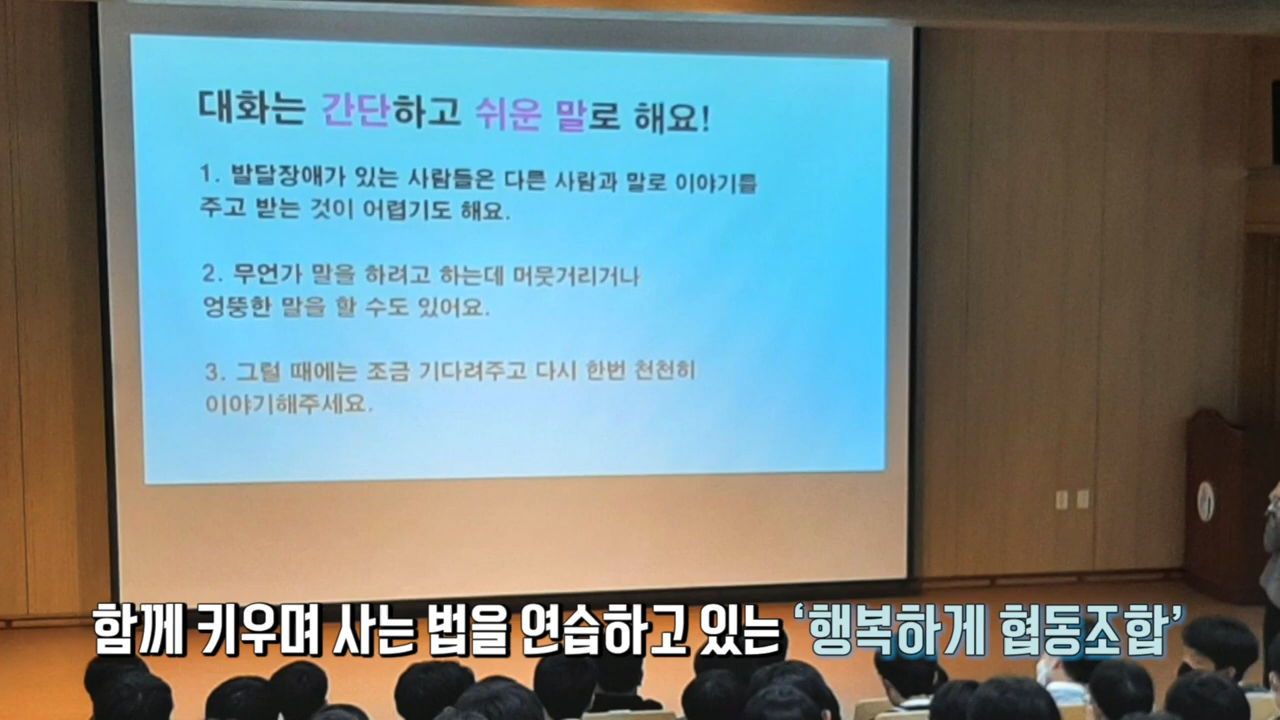 대화는 간단하고 쉬운 말로 해요!
1. 발달장애가 있는 사람들은 다른 사람과 말로 이야기를
주고 받는 것이 어렵기도 해요.
2. 무언가 말을 하려고 하는데 머뭇거리거나
엉뚱한 말을 할 수도 있어요.
3. 그럴 때에는 조금 기다려주고 다시 한번 천천히
이야기해주세요.
함께 키우며 사는 법을 연습하고 있는 ‘행복하게 협동조합’